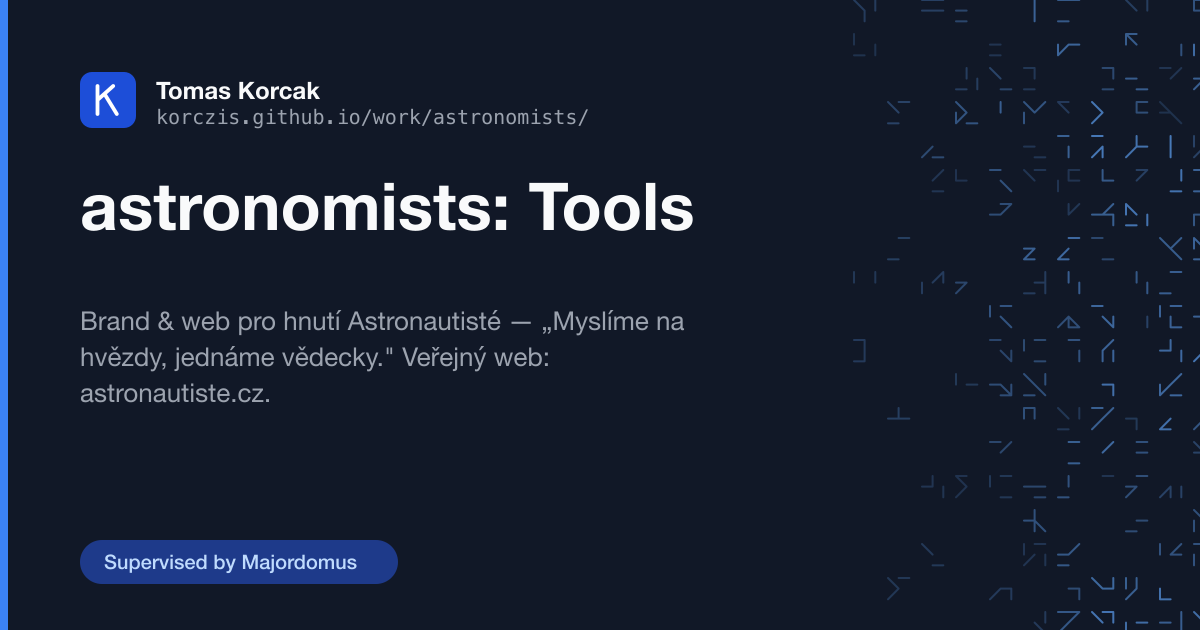 K
Tomas Korcak
korczis.github.io/work/astronomists/
astronomists: Tools
Brand & web pro hnutí Astronautisté — „Myslíme na
hvězdy, jednáme vědecky." Veřejný web:
astronautiste.cz.
Supervised by Majordomus